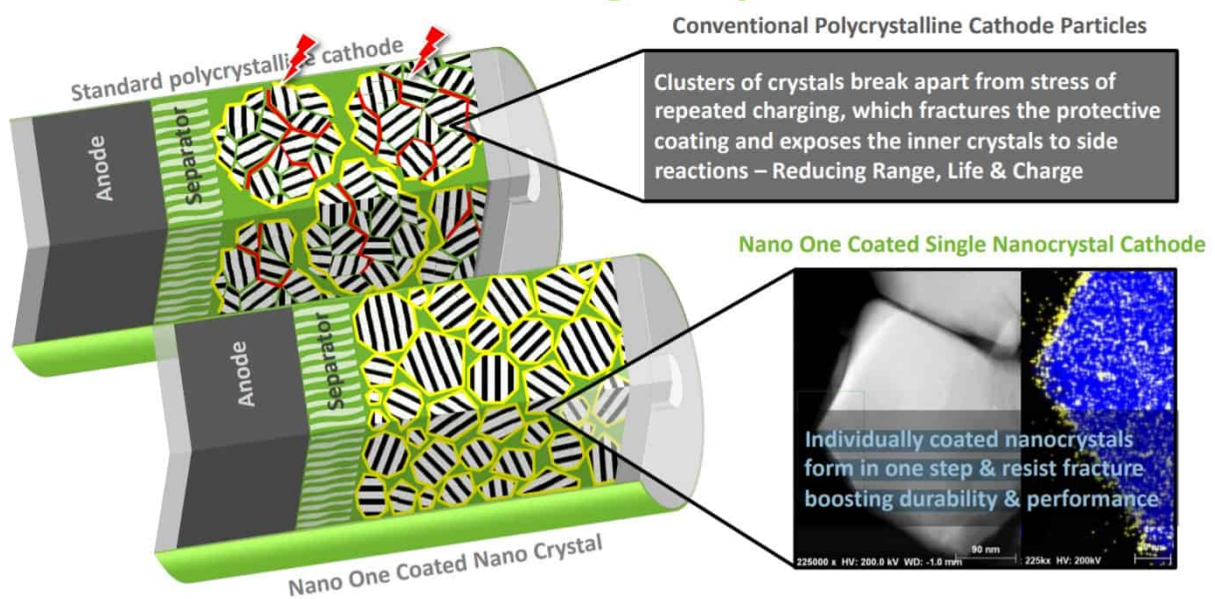 Conventional Polycrystalline Cathode Particles
Standard polycrystalline cathode
Clusters of crystals break apart from stress of
repeated charging, which fractures the protective
coating and exposes the inner crystals to side
reactions – Reducing Range, Life & Charge
Anode
Separator
Nano One Coated Single Nanocrystal Cathode
Anode
Separator
Individually coated nanocrystals
form in one step & resist fracture
boosting durability & performance
90 nm
225000 x HV: 200.0 kV WD: -1.0 mm
225kx HV: 200kV
Nano One Coated Nano Crystal